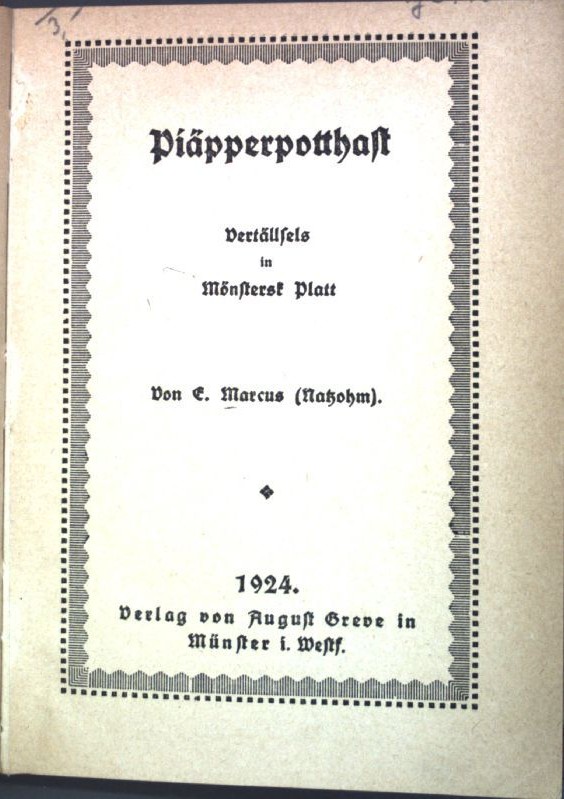 Piäpperpotthast
Vertällsels
in
Mönstersk Platt
Von E. Marcus (Natzohm).
1924.
Verlag von August Greve in
Münster i. Westf.